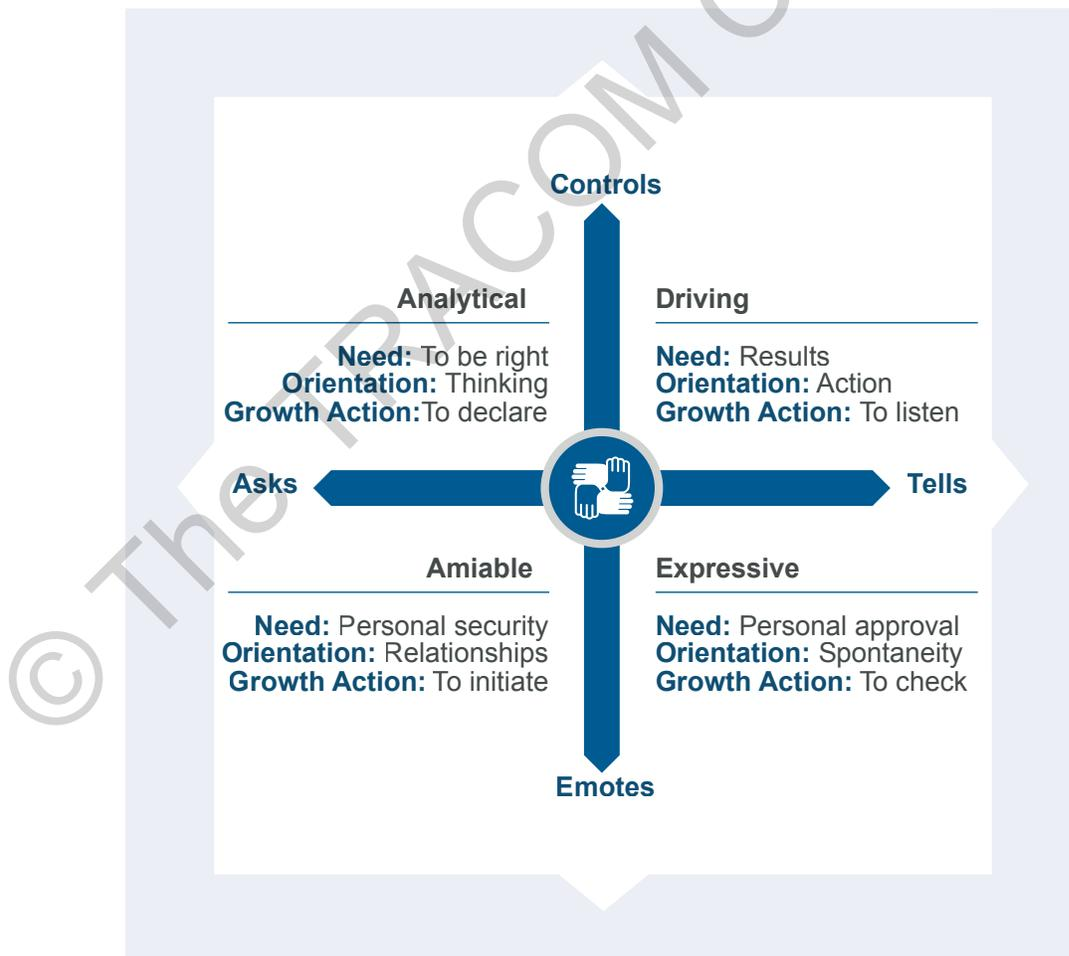 Controls
Analytical
Need: To be right
Orientation: Thinking
Growth Action:To declare
Driving
Need: Results
Orientation: Action
Growth Action: To listen
Asks
Tells
Amiable
Need: Personal security
Orientation: Relationships
Growth Action: To initiate
Expressive
Need: Personal approval
Orientation: Spontaneity
Growth Action: To check
Emotes
© The TRACOM